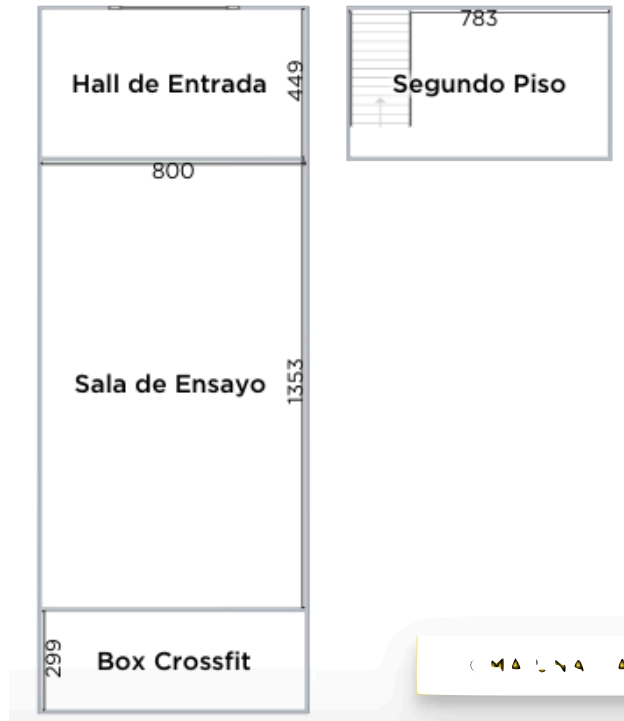 783
Hall de Entrada
449
Segundo Piso
800
Sala de Ensayo
1353
299
Box Crossfit